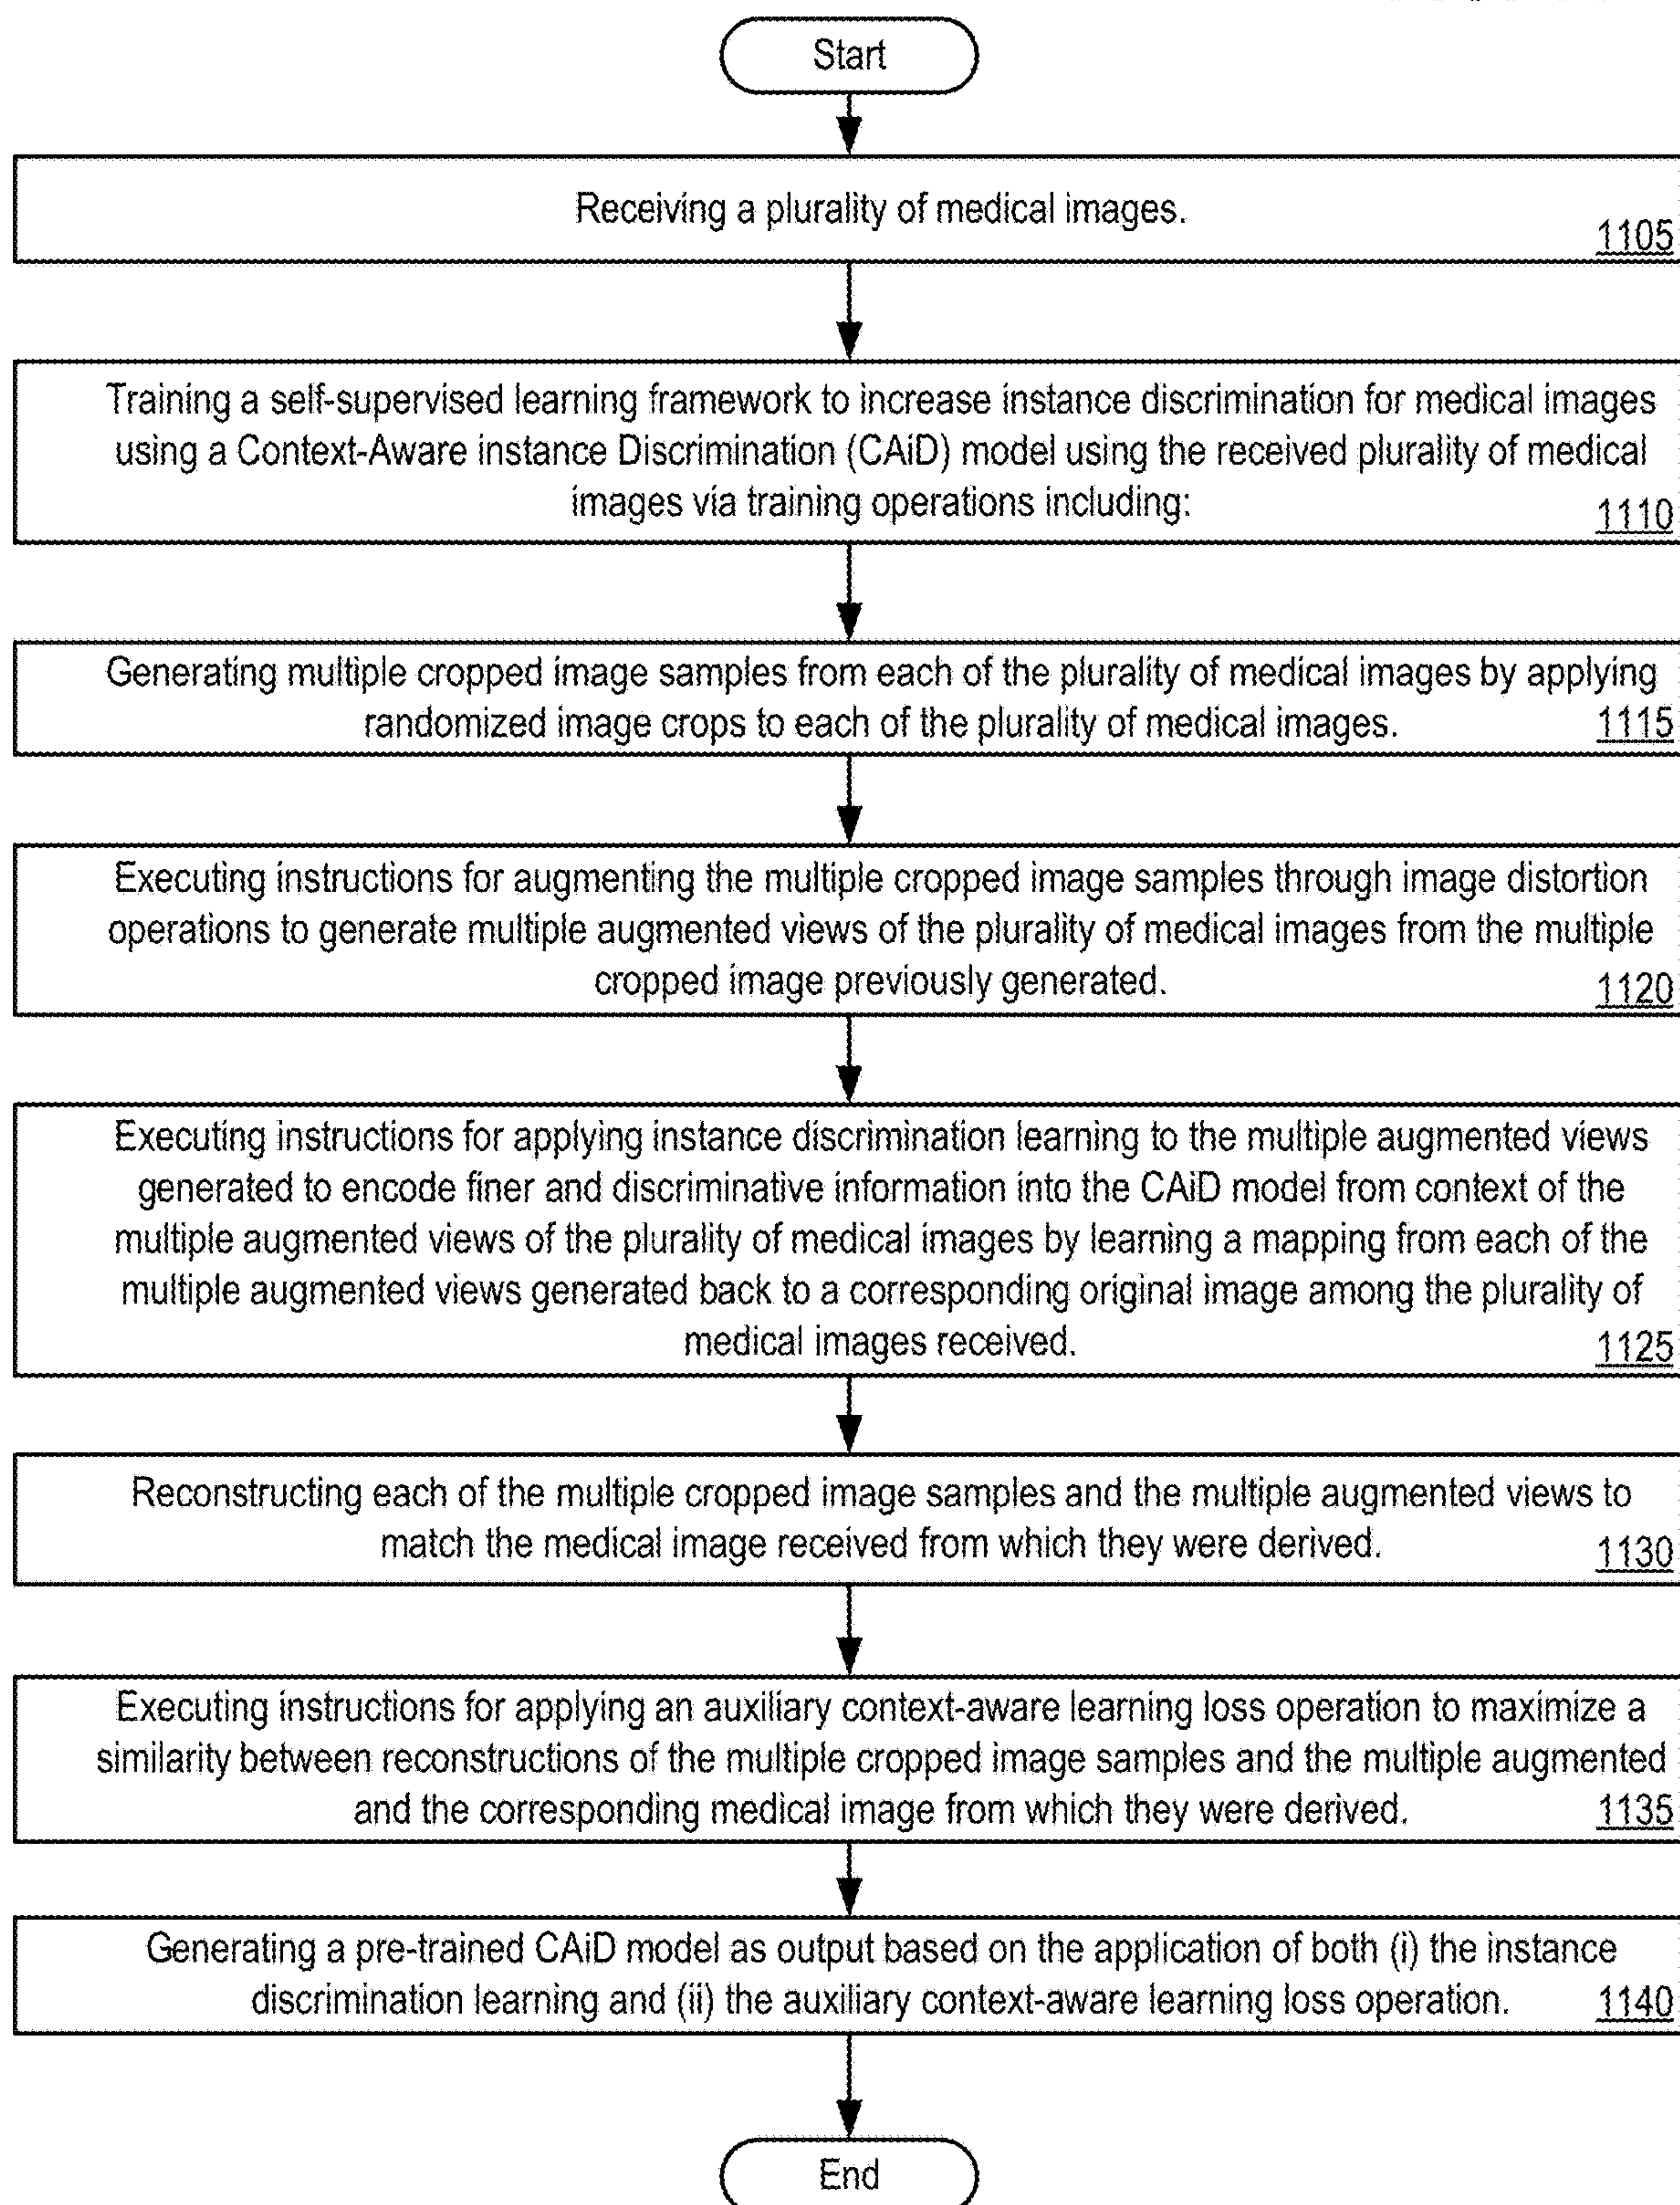 Start
Receiving a plurality of medical images.
1105
Training a self-supervised learning framework to increase instance discrimination for medical images
using a Context-Aware instance Discrimination (CAiD) model using the received plurality of medical
images via training operations including:
1110
Generating multiple cropped image samples from each of the plurality of medical images by applying
randomized image crops to each of the plurality of medical images.
1115
Executing instructions for augmenting the multiple cropped image samples through image distortion
operations to generate multiple augmented views of the plurality of medical images from the multiple
cropped image previously generated.
1120
Executing instructions for applying instance discrimination learning to the multiple augmented views
generated to encode finer and discriminative information into the CAiD model from context of the
multiple augmented views of the plurality of medical images by learning a mapping from each of the
multiple augmented views generated back to a corresponding original image among the plurality of
medical images received.
1125
Reconstructing each of the multiple cropped image samples and the multiple augmented views to
match the medical image received from which they were derived.
1130
Executing instructions for applying an auxiliary context-aware learning loss operation to maximize a
similarity between reconstructions of the multiple cropped image samples and the multiple augmented
and the corresponding medical image from which they were derived.
1135
Generating a pre-trained CAiD model as output based on the application of both (i) the instance
discrimination learning and (ii) the auxiliary context-aware learning loss operation.
1140
End